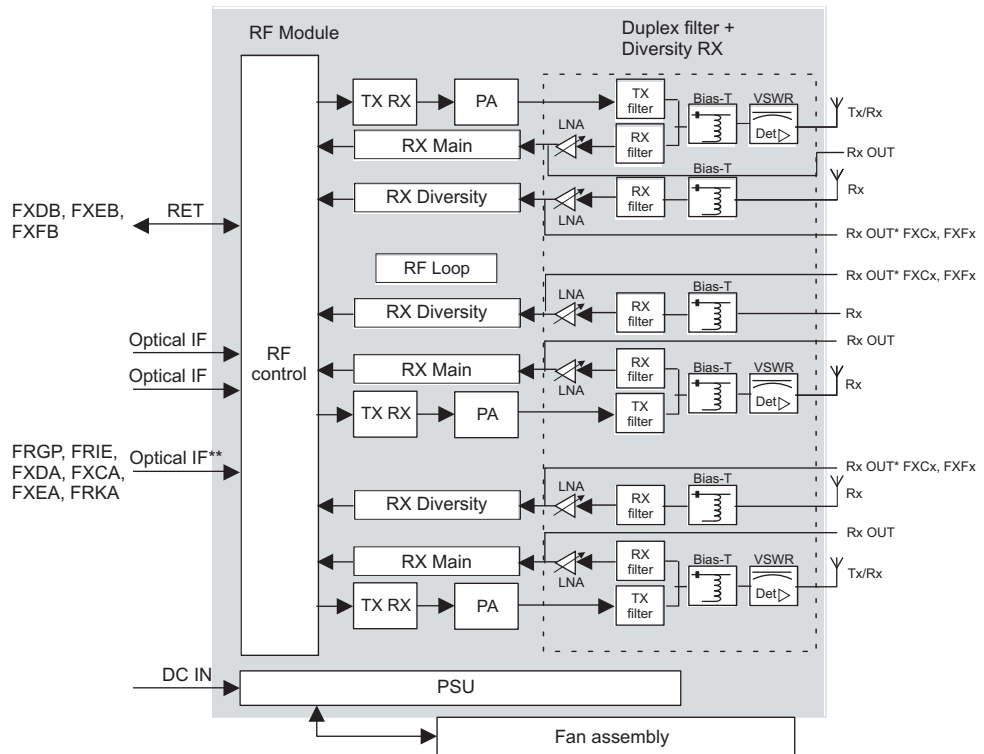 RF Module
Duplex filter +
Diversity RX
TX RX
PA
TX
filter
Bias-T
VSWR
Det
Tx/Rx
RX Main
LNA
RX
filter
Rx OUT
RX Diversity
LNA
RX
filter
Bias-T
Rx
FXDB, FXEB,
FXFB
RET
Rx OUT* FXCx, FXFx
RF Loop
Rx OUT* FXCx, FXFx
RX Diversity
LNA
RX
filter
Bias-T
Rx
Optical IF
Optical IF
RF
control
Rx OUT
RX Main
LNA
RX
filter
Bias-T
VSWR
Det
Rx
TX RX
PA
TX
filter
FRGP, FRIE,
FXDA, FXCA,
FXEA, FRKA
Optical IF**
Rx OUT* FXCx, FXFx
RX Diversity
LNA
RX
filter
Bias-T
Rx
Rx OUT
RX Main
LNA
RX
filter
Bias-T
VSWR
Det
Tx/Rx
TX RX
PA
TX
filter
DC IN
PSU
Fan assembly